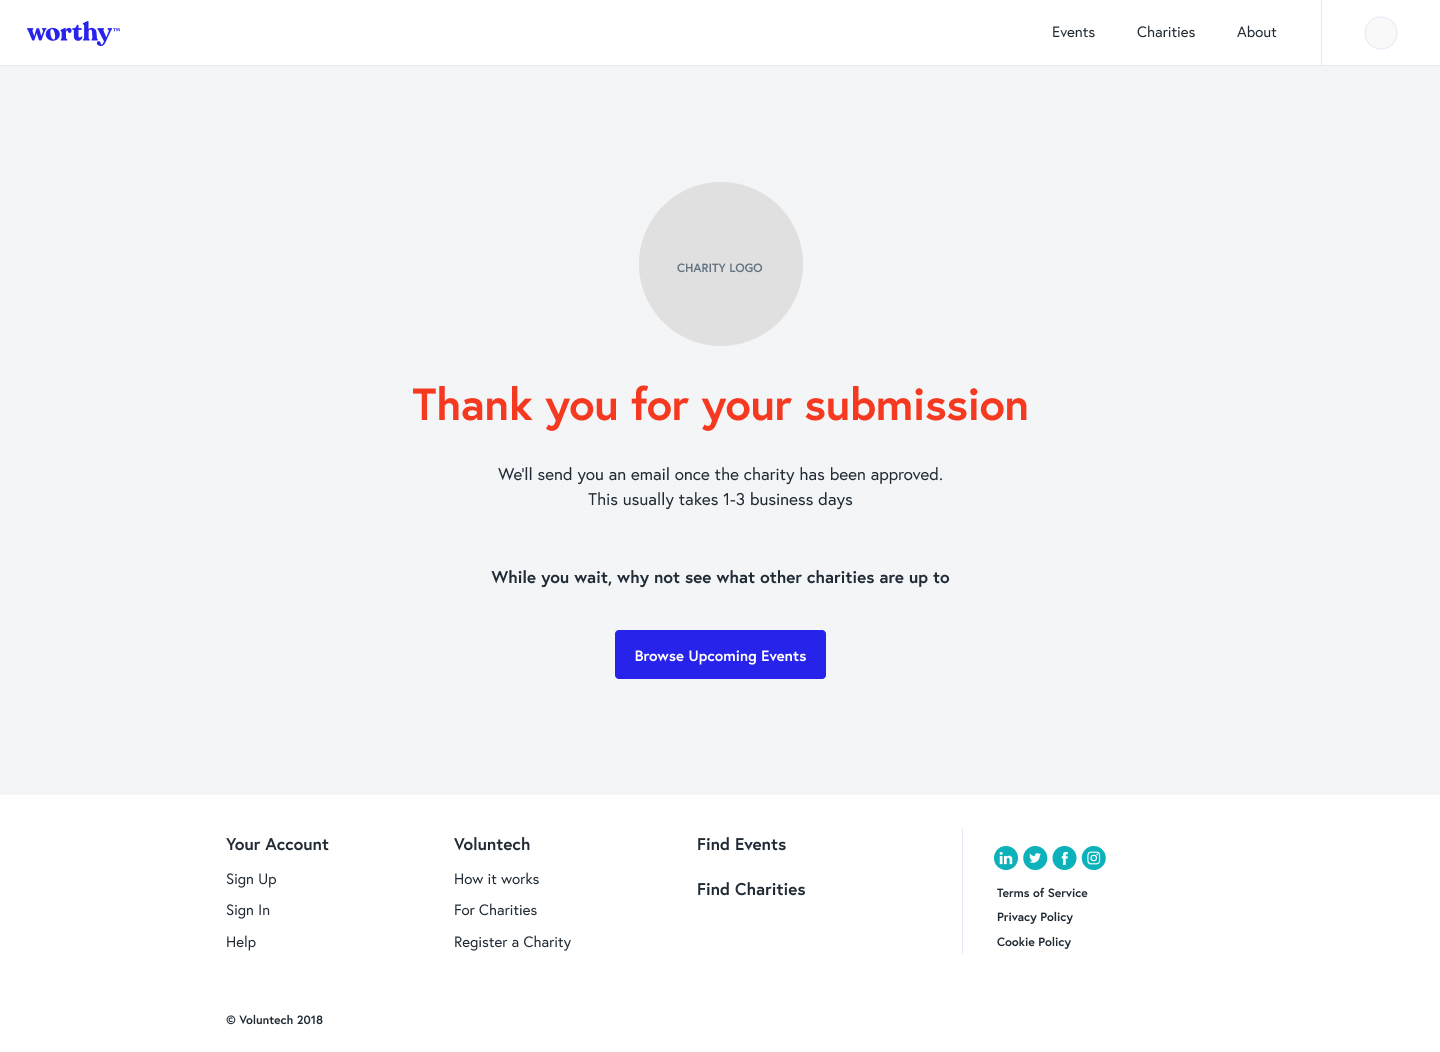 worthy™
Events
Charities
About
CHARITY LOGO
Thank you for your submission
We'll send you an email once the charity has been approved.
This usually takes 1-3 business days
While you wait, why not see what other charities are up to
Browse Upcoming Events
Your Account
Sign Up
Sign In
Help
Voluntech
How it works
For Charities
Register a Charity
Find Events
Find Charities
Terms of Service
Privacy Policy
Cookie Policy
© Voluntech 2018